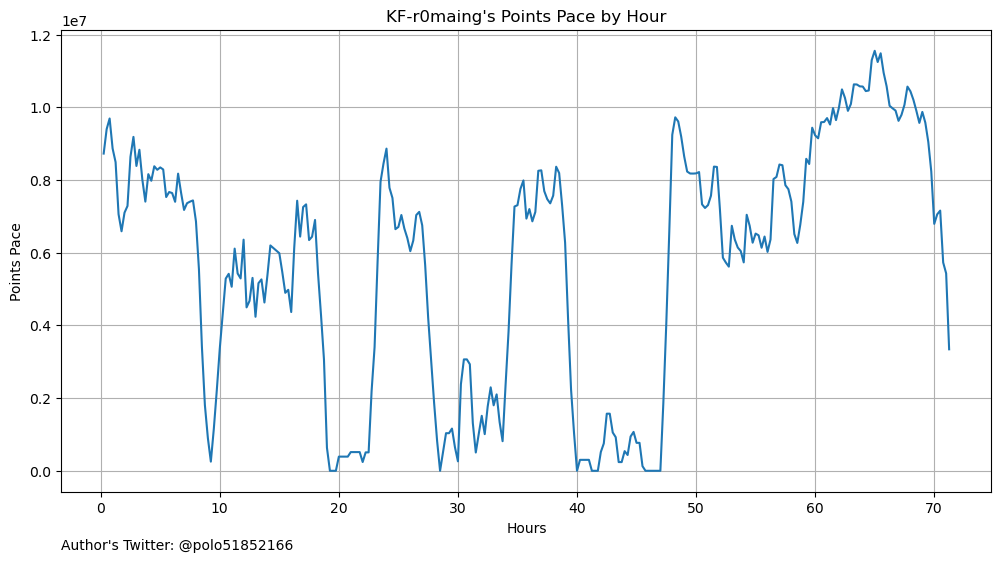 KF-r0maing's Points Pace by Hour
1e7
1.2
1.0
0.8
0.6
0.4
0.2
0.0
Points Pace
0 10 20 30 40 50 60 70
Hours
Author's Twitter: @polo51852166